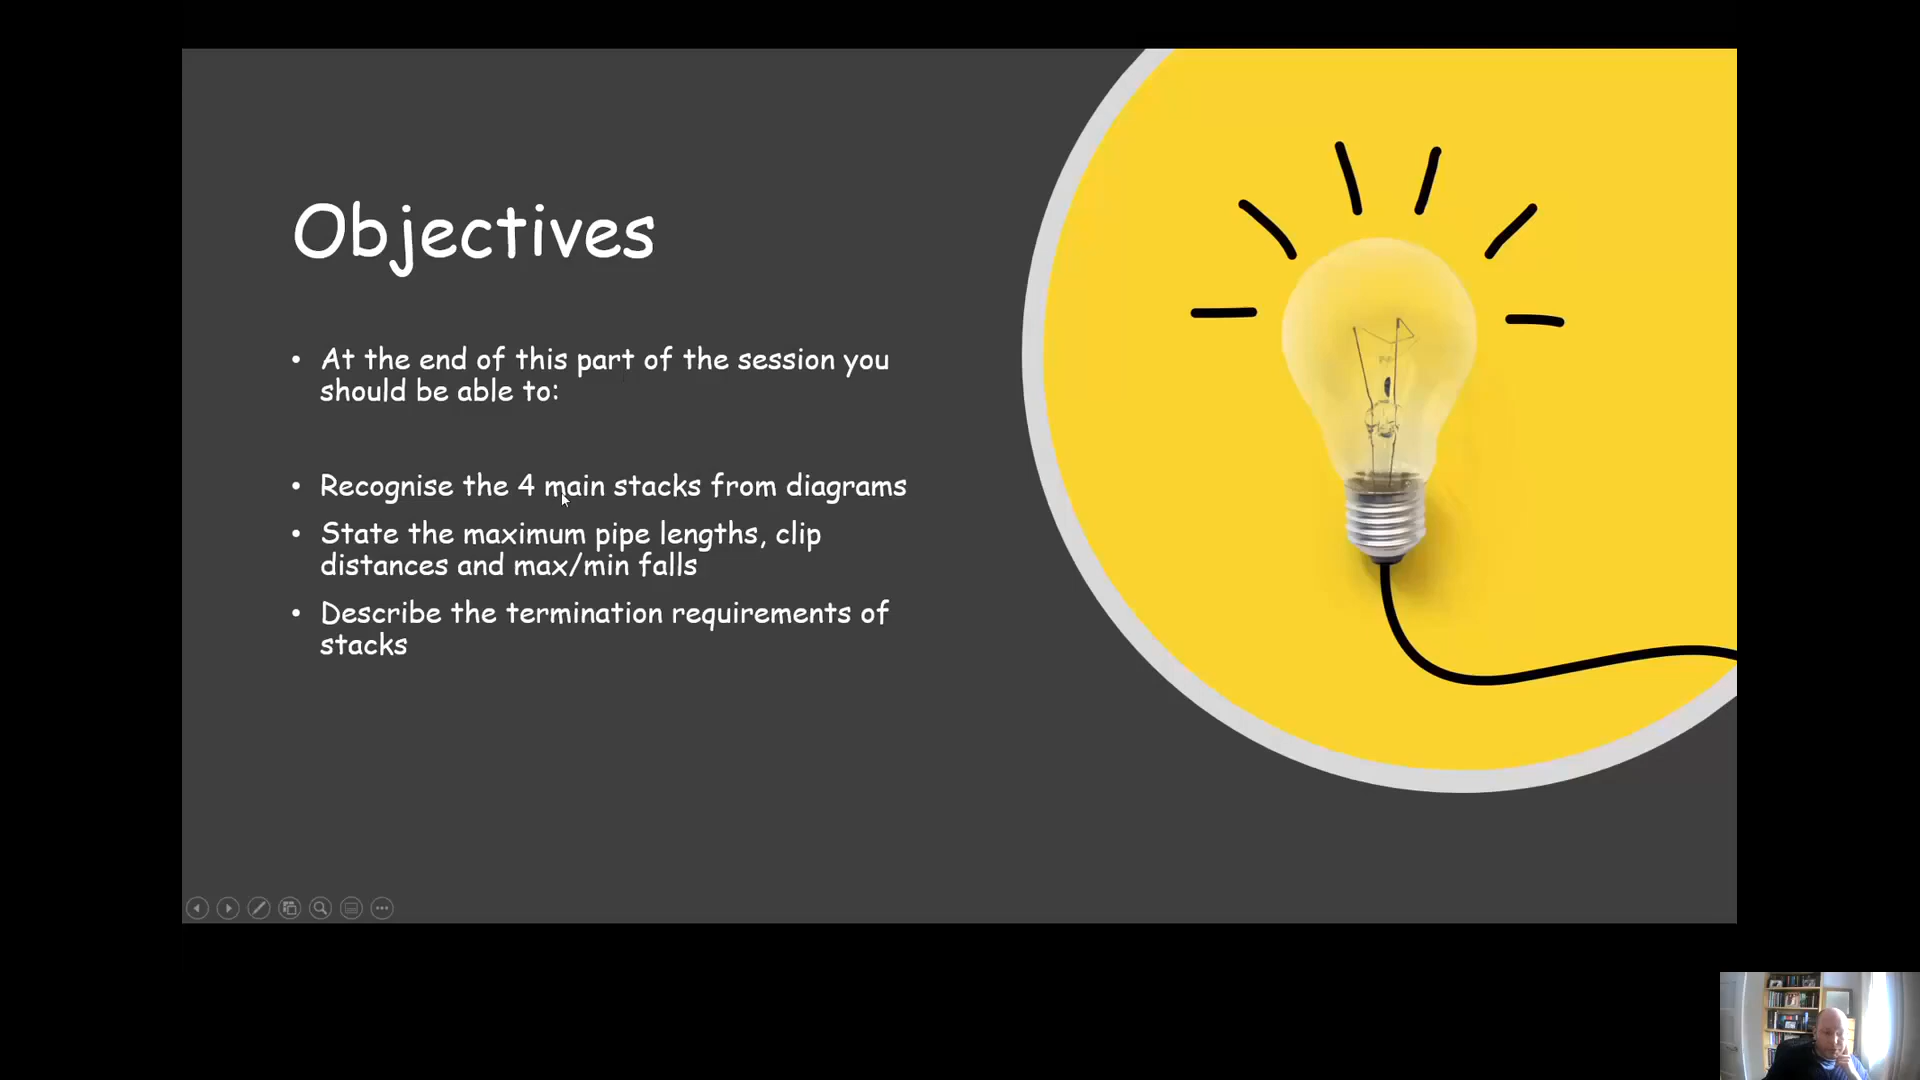 Objectives
• At the end of this part of the session you
should be able to:
• Recognise the 4 main stacks from diagrams
• State the maximum pipe lengths, clip
distances and max/min falls
• Describe the termination requirements of
stacks